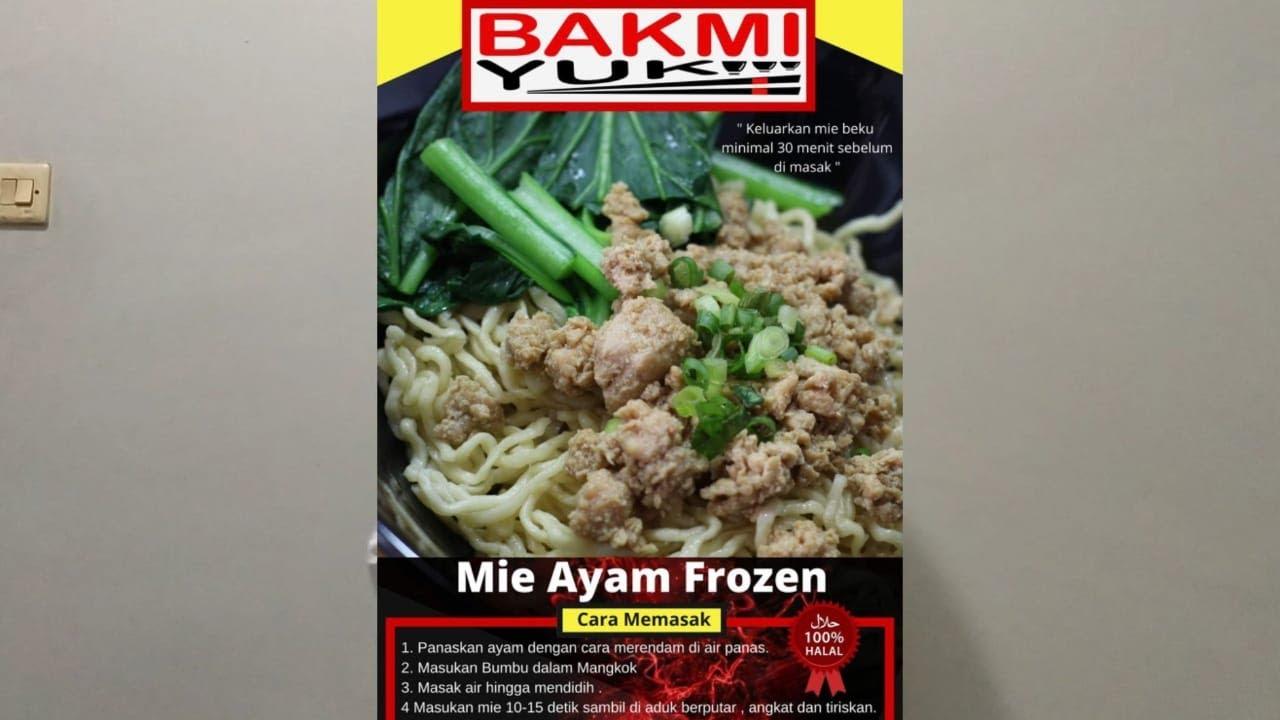 BAKMI
YUK
" Keluarkan mie beku
minimal 30 menit sebelum
di masak "
Mie Ayam Frozen
Cara Memasak
حلال
100%
HALAL
1. Panaskan ayam dengan cara merendam di air panas.
2. Masukan Bumbu dalam Mangkok
3. Masak air hingga mendidih .
4 Masukan mie 10-15 detik sambil di aduk berputar , angkat dan tiriskan.